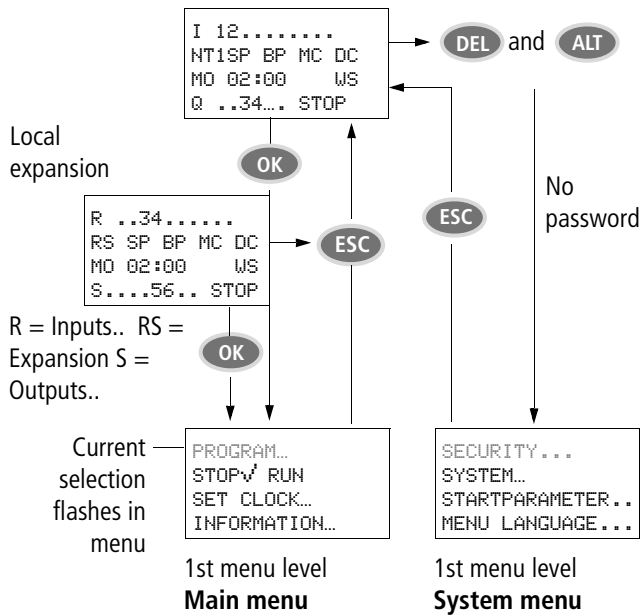 I 12........
NT1SP BP MC DC
MO 02:00 WS
Q ..34…. STOP
DEL and ALT
Local
expansion
OK
ESC
No
password
R ..34......
RS SP BP MC DC
MO 02:00 WS
S....56.. STOP
ESC
R = Inputs.. RS =
Expansion S =
Outputs..
OK
Current
selection
flashes in
menu
PROGRAM…
STOP√ RUN
SET CLOCK…
INFORMATION…
1st menu level
Main menu
SECURITY...
SYSTEM…
STARTPARAMETER..
MENU LANGUAGE...
1st menu level
System menu